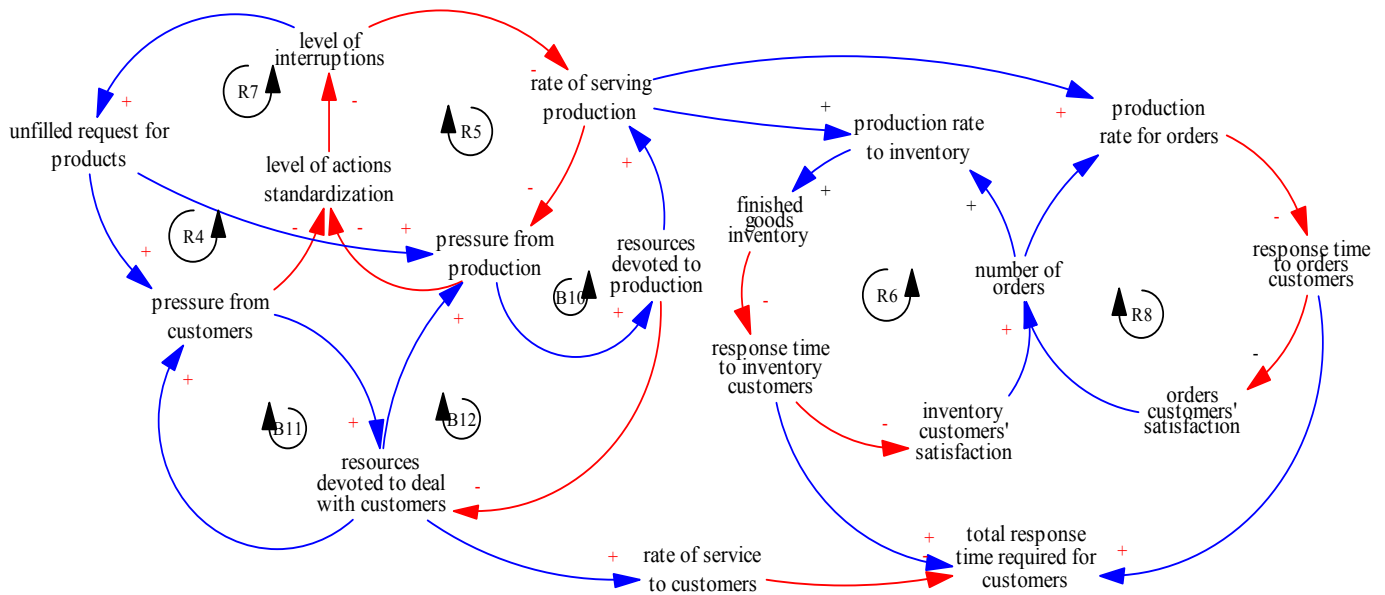 level of
interruptions
R7
R5
-
+
-
rate of serving
production
unfilled request for
products
level of actions
standardization
production rate
to inventory
+
+
production
rate for orders
+
+
-
R4
+
-
-
+
pressure from
production
resources
devoted to
production
finished
goods
inventory
+
-
response time
to orders
customers
number of
orders
pressure from
customers
B10
+
+
-
R6
R8
+
response time
to inventory
customers
+
-
B11
+
B12
inventory
customers'
satisfaction
-
orders
customers'
satisfaction
resources
devoted to deal
with customers
-
+
rate of service
to customers
+
-
total response
time required for
customers
+